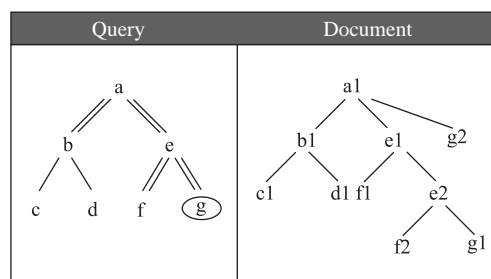 Query Document
a a1
b e b1 e1 g2
c d f g c1 d1 f1 e2
f2 g1